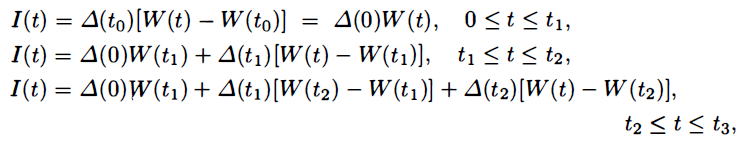 I(t) = Δ(t₀)[W(t) − W(t₀)] = Δ(0)W(t), 0 ≤ t ≤ t₁,
I(t) = Δ(0)W(t₁) + Δ(t₁)[W(t) − W(t₁)], t₁ ≤ t ≤ t₂,
I(t) = Δ(0)W(t₁) + Δ(t₁)[W(t₂) − W(t₁)] + Δ(t₂)[W(t) − W(t₂)],
t₂ ≤ t ≤ t₃,